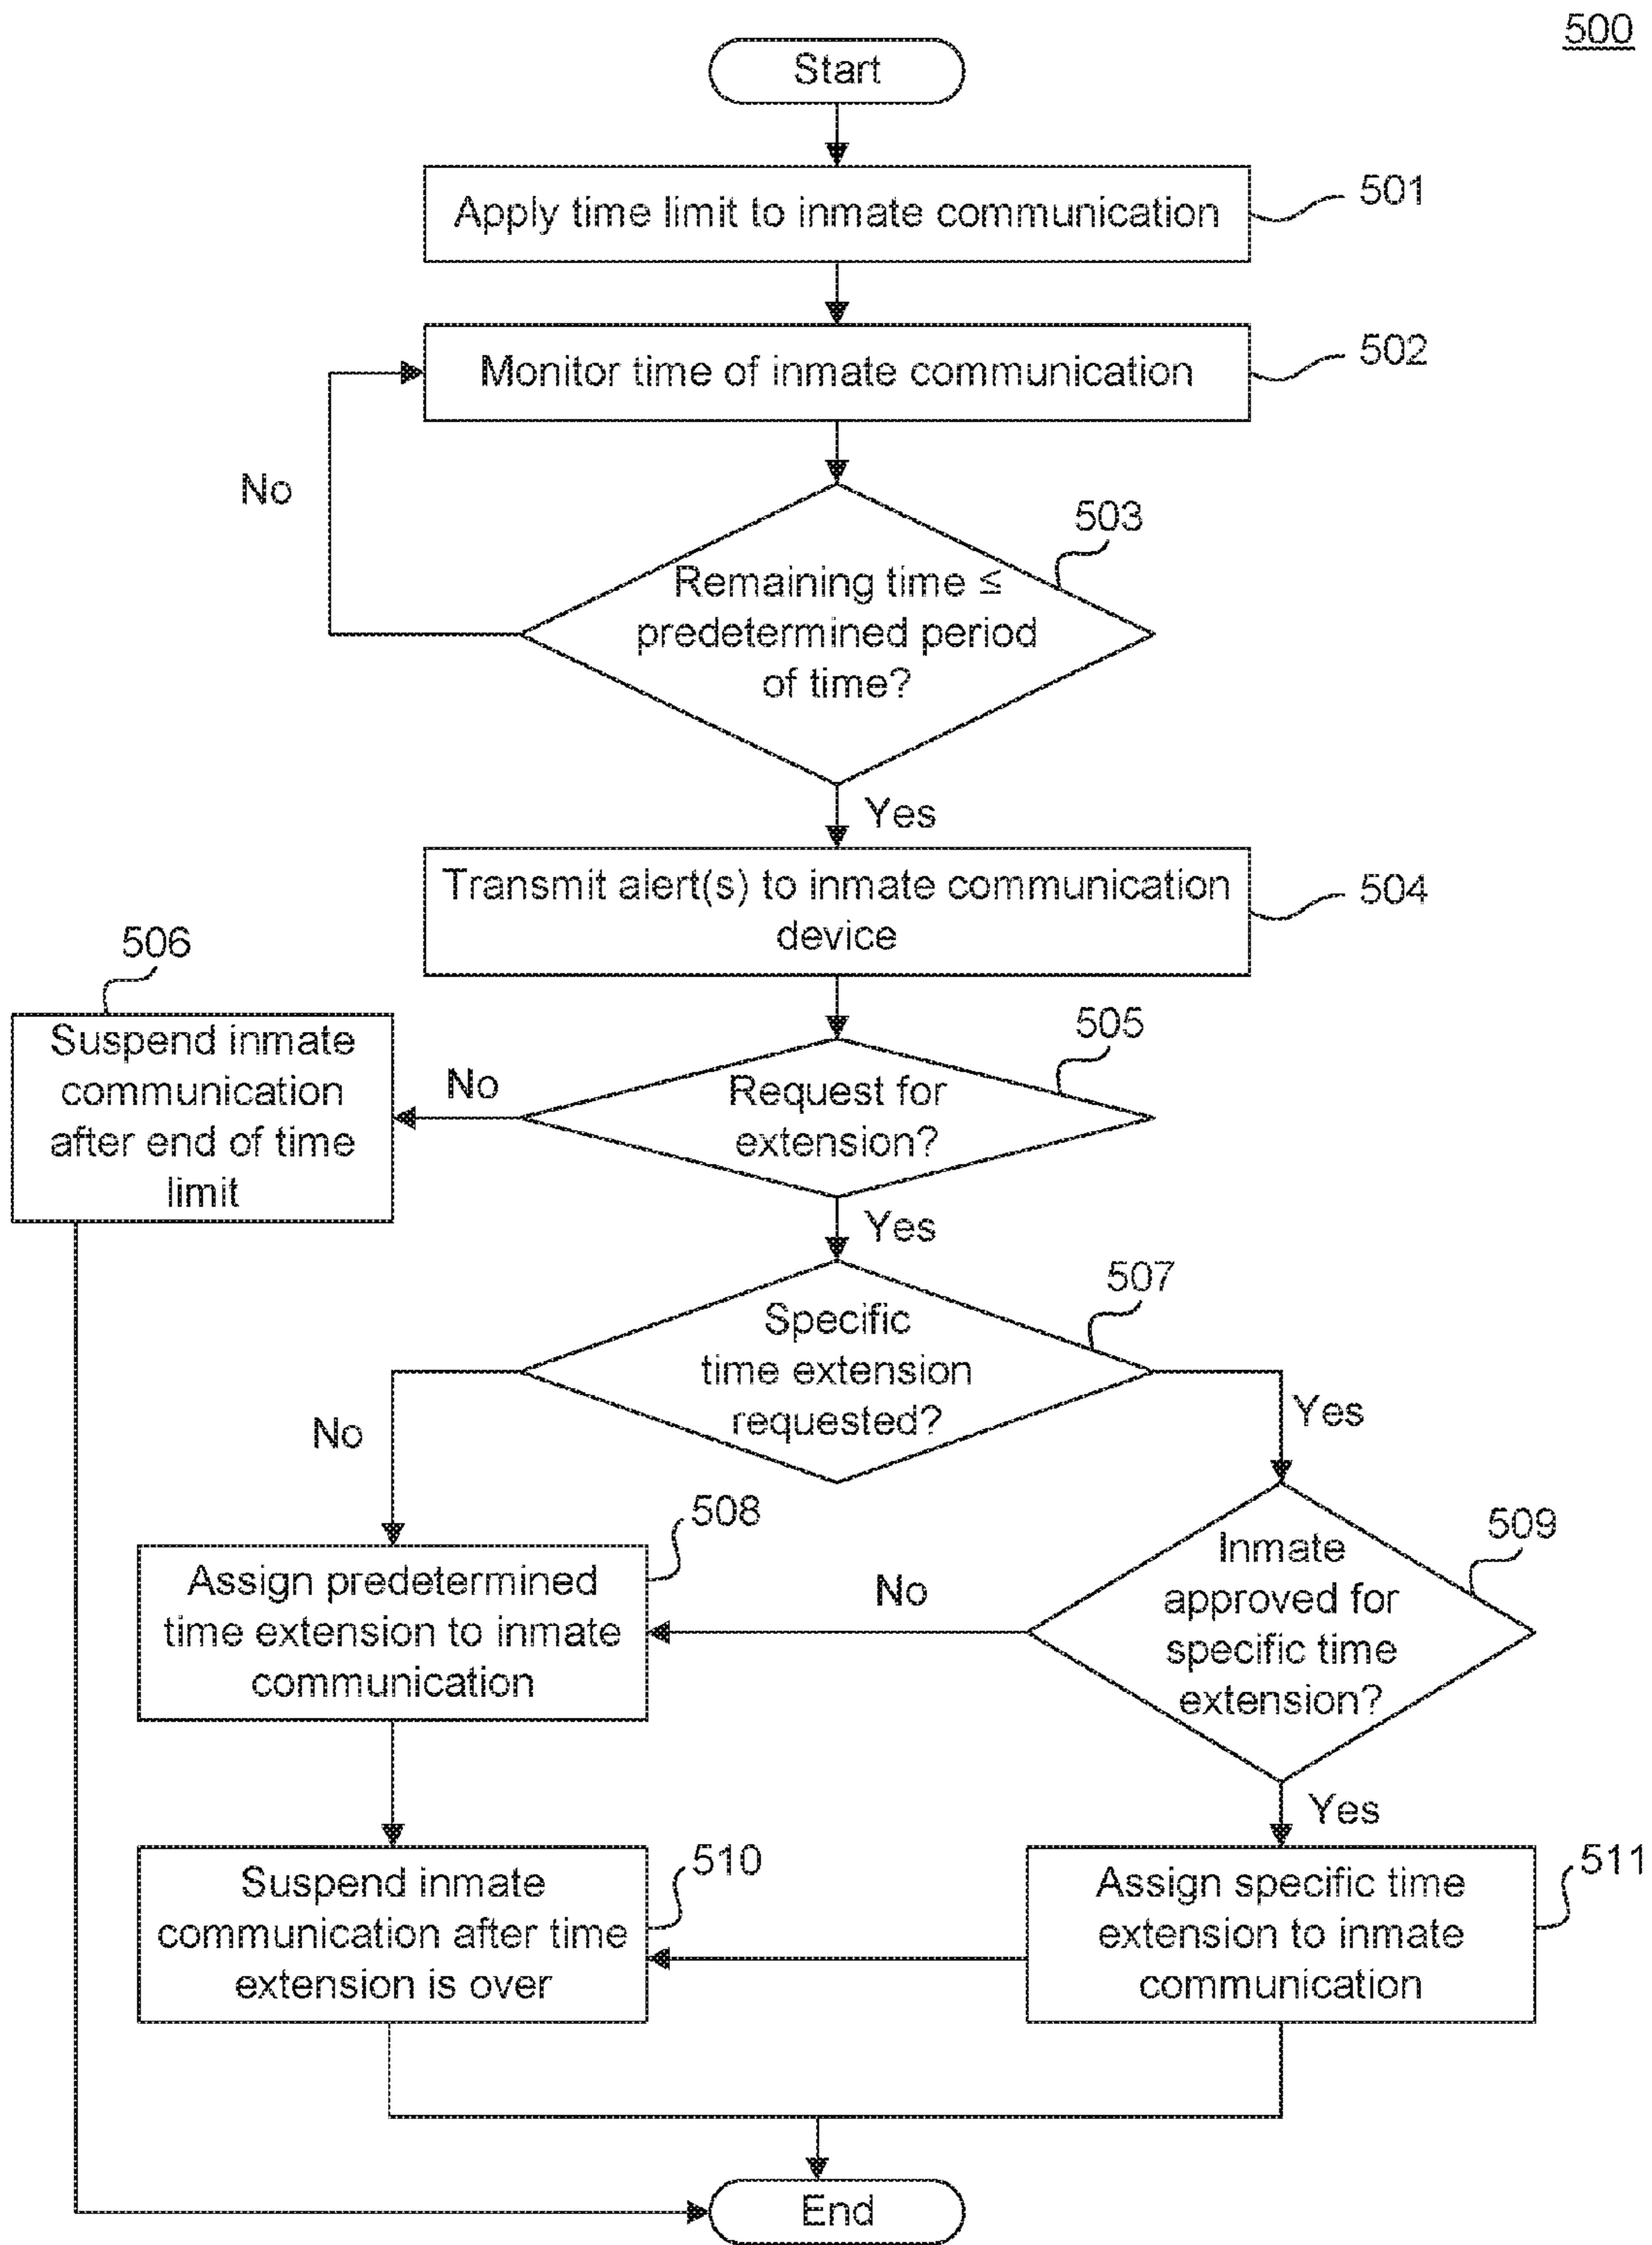 500
Start
Apply time limit to inmate communication
501
Monitor time of inmate communication
502
No
503
Remaining time ≤
predetermined period
of time?
Yes
Transmit alert(s) to inmate communication
device
504
506
Suspend inmate
communication
after end of time
limit
No
505
Request for
extension?
Yes
507
Specific
time extension
requested?
No
Yes
508
Assign predetermined
time extension to inmate
communication
No
509
Inmate
approved for
specific time
extension?
Yes
510
Suspend inmate
communication after time
extension is over
511
Assign specific time
extension to inmate
communication
End